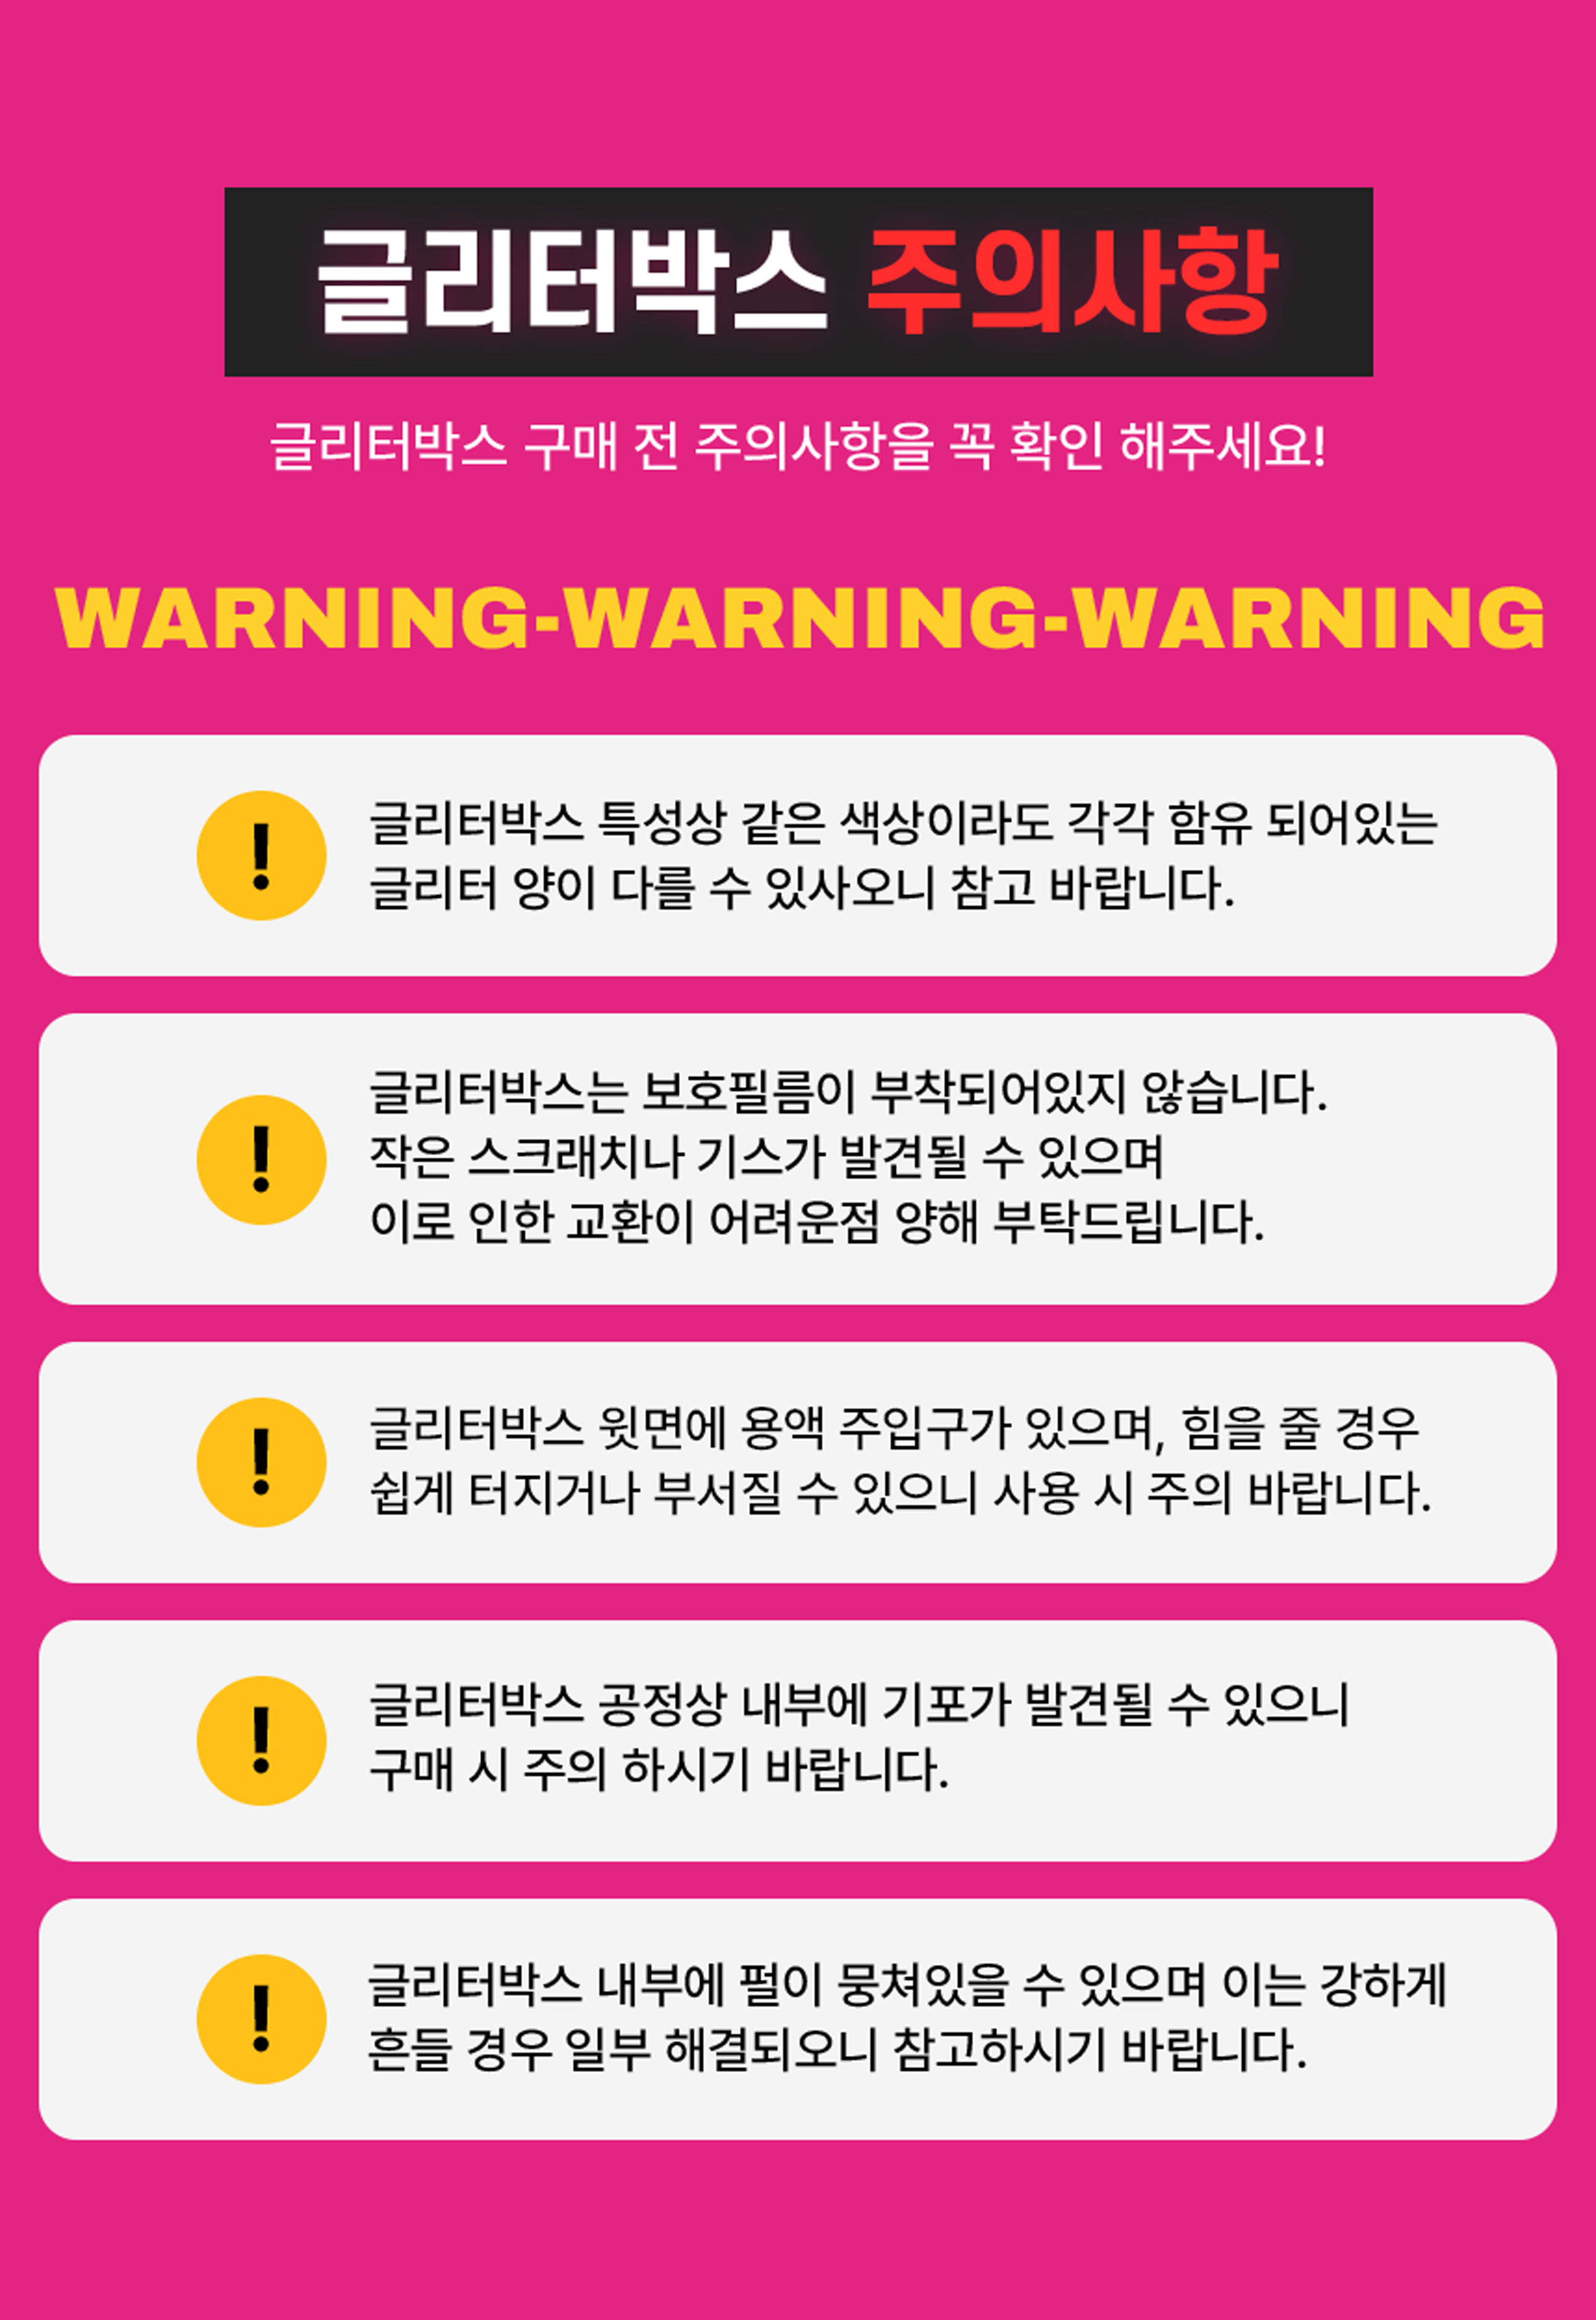 글리터박스 주의사항
글리터박스 구매 전 주의사항을 꼭 확인 해주세요!
WARNING-WARNING-WARNING
!
글리터박스 특성상 같은 색상이라도 각각 함유 되어있는
글리터 양이 다를 수 있사오니 참고 바랍니다.
!
글리터박스는 보호필름이 부착되어있지 않습니다.
작은 스크래치나 기스가 발견될 수 있으며
이로 인한 교환이 어려운점 양해 부탁드립니다.
!
글리터박스 윗면에 용액 주입구가 있으며, 힘을 줄 경우
쉽게 터지거나 부서질 수 있으니 사용 시 주의 바랍니다.
!
글리터박스 공정상 내부에 기포가 발견될 수 있으니
구매 시 주의 하시기 바랍니다.
!
글리터박스 내부에 펄이 뭉쳐있을 수 있으며 이는 강하게
흔들 경우 일부 해결되오니 참고하시기 바랍니다.